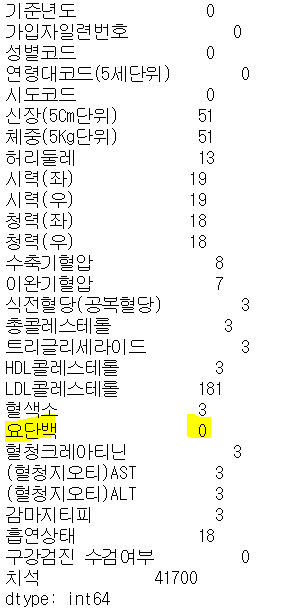 기준년도 0
가입자일련번호 0
성별코드 0
연령대코드(5세단위) 0
시도코드 0
신장(5Cm단위) 51
체중(5Kg단위) 51
허리둘레 13
시력(좌) 19
시력(우) 19
청력(좌) 18
청력(우) 18
수축기혈압 8
이완기혈압 7
식전혈당(공복혈당) 3
총콜레스테롤 3
트리글리세라이드 3
HDL콜레스테롤 3
LDL콜레스테롤 181
혈색소 3
요단백 0
혈청크레아티닌 3
(혈청지오티)AST 3
(혈청지오티)ALT 3
감마지티피 3
흡연상태 18
구강검진 수검여부 0
치석 41700
dtype: int64